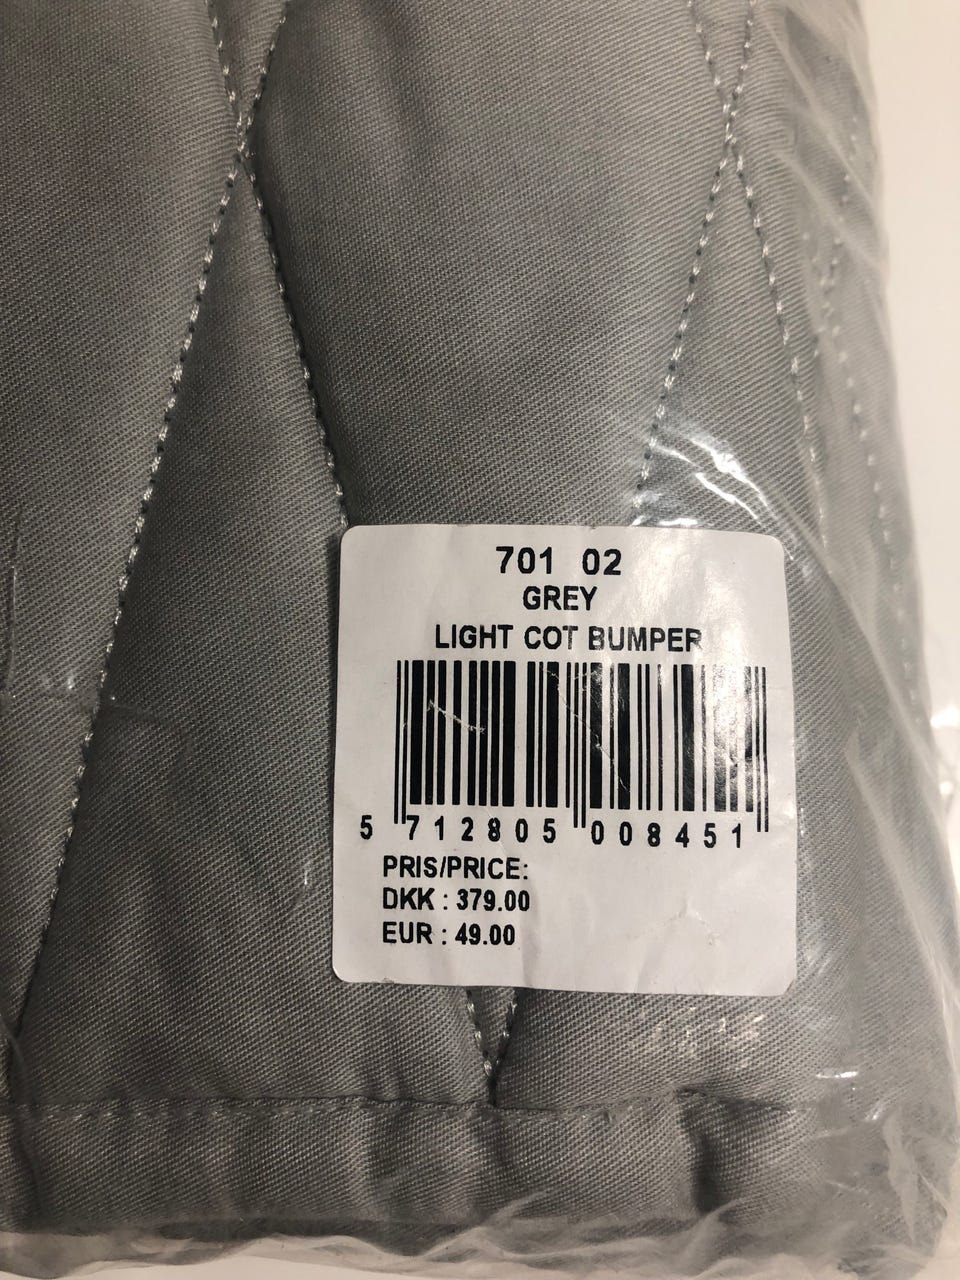 701 02
GREY
LIGHT COT BUMPER
5 712805 008451
PRIS/PRICE:
DKK : 379.00
EUR : 49.00